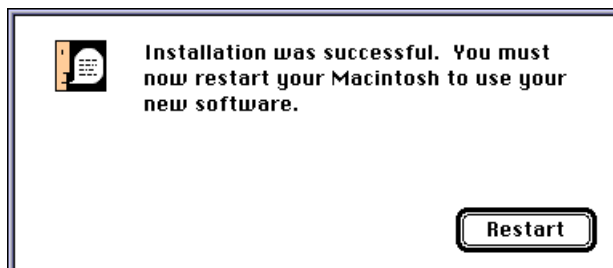 Installation was successful.  You must
now restart your Macintosh to use your
new software.
Restart